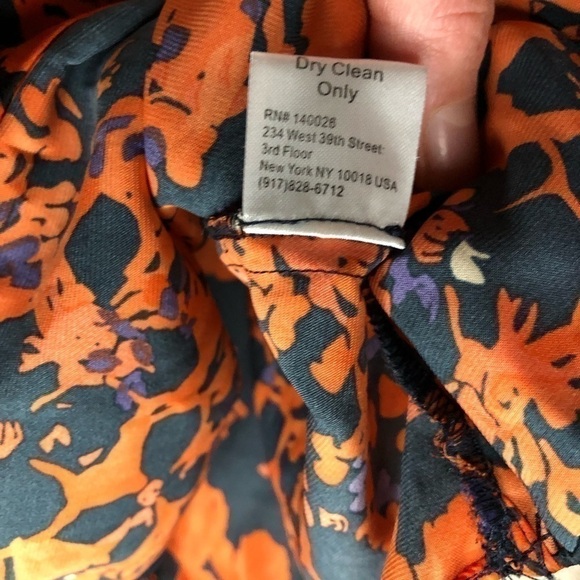 Dry Clean
Only
RN# 140026
234 West 39th Street
3rd Floor
New York NY 10018 USA
(917)828-6712